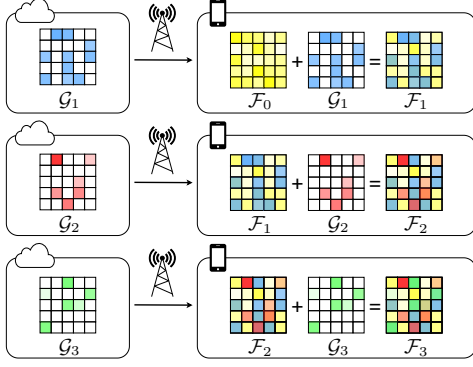 𝒢₁ ℱ₀ + 𝒢₁ = ℱ₁
𝒢₂ ℱ₁ + 𝒢₂ = ℱ₂
𝒢₃ ℱ₂ + 𝒢₃ = ℱ₃